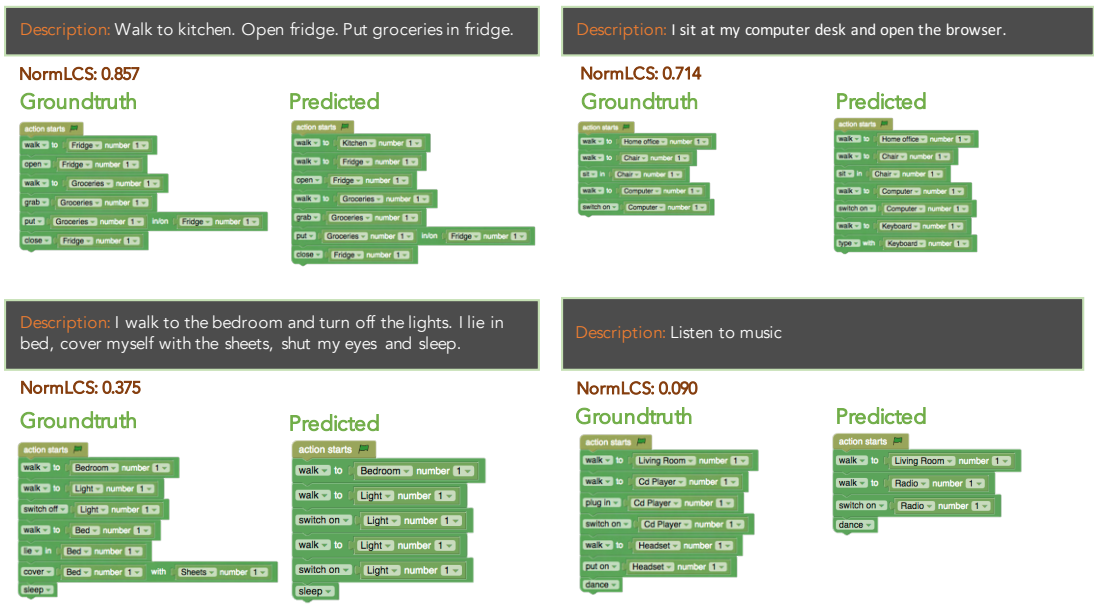 Description: Walk to kitchen. Open fridge. Put groceries in fridge.
NormLCS: 0.857
Groundtruth
action starts
walk to Fridge number 1
open Fridge number 1
walk to Groceries number 1
grab Groceries number 1
put Groceries number 1 in/on Fridge number 1
close Fridge number 1
Predicted
action starts
walk to Kitchen number 1
walk to Fridge number 1
open Fridge number 1
walk to Groceries number 1
grab Groceries number 1
put Groceries number 1 in/on Fridge number 1
close Fridge number 1
Description: I sit at my computer desk and open the browser.
NormLCS: 0.714
Groundtruth
action starts
walk to Home office number 1
walk to Chair number 1
sit in Chair number 1
walk to Computer number 1
switch on Computer number 1
Predicted
action starts
walk to Home office number 1
walk to Chair number 1
sit in Chair number 1
walk to Computer number 1
switch on Computer number 1
walk to Keyboard number 1
type with Keyboard number 1
Description: I walk to the bedroom and turn off the lights. I lie in
bed, cover myself with the sheets, shut my eyes and sleep.
NormLCS: 0.375
Groundtruth
action starts
walk to Bedroom number 1
walk to Light number 1
switch off Light number 1
walk to Bed number 1
lie in Bed number 1
cover Bed number 1 with Sheets number 1
sleep
Predicted
action starts
walk to Bedroom number 1
walk to Light number 1
switch on Light number 1
walk to Light number 1
switch on Light number 1
sleep
Description: Listen to music
NormLCS: 0.090
Groundtruth
action starts
walk to Living Room number 1
walk to Cd Player number 1
plug in Cd Player number 1
switch on Cd Player number 1
walk to Headset number 1
put on Headset number 1
dance
Predicted
action starts
walk to Living Room number 1
walk to Radio number 1
switch on Radio number 1
dance